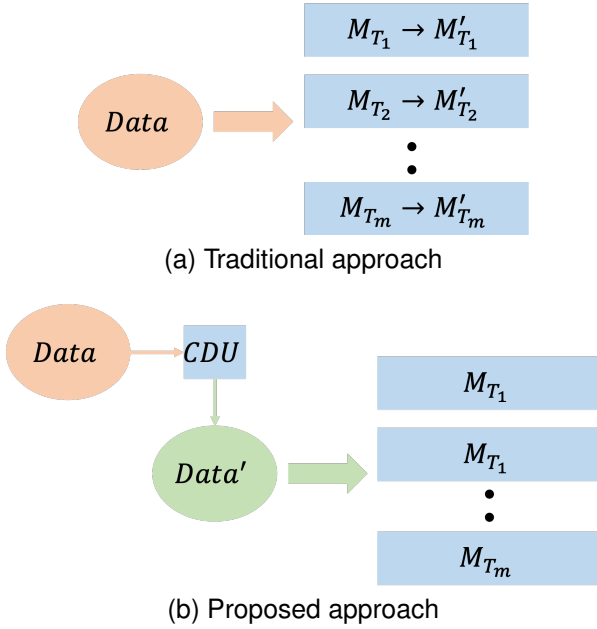 M_{T_1} → M'_{T_1}
Data
M_{T_2} → M'_{T_2}
M_{T_m} → M'_{T_m}
(a) Traditional approach
Data
CDU
M_{T_1}
Data'
M_{T_1}
M_{T_m}
(b) Proposed approach